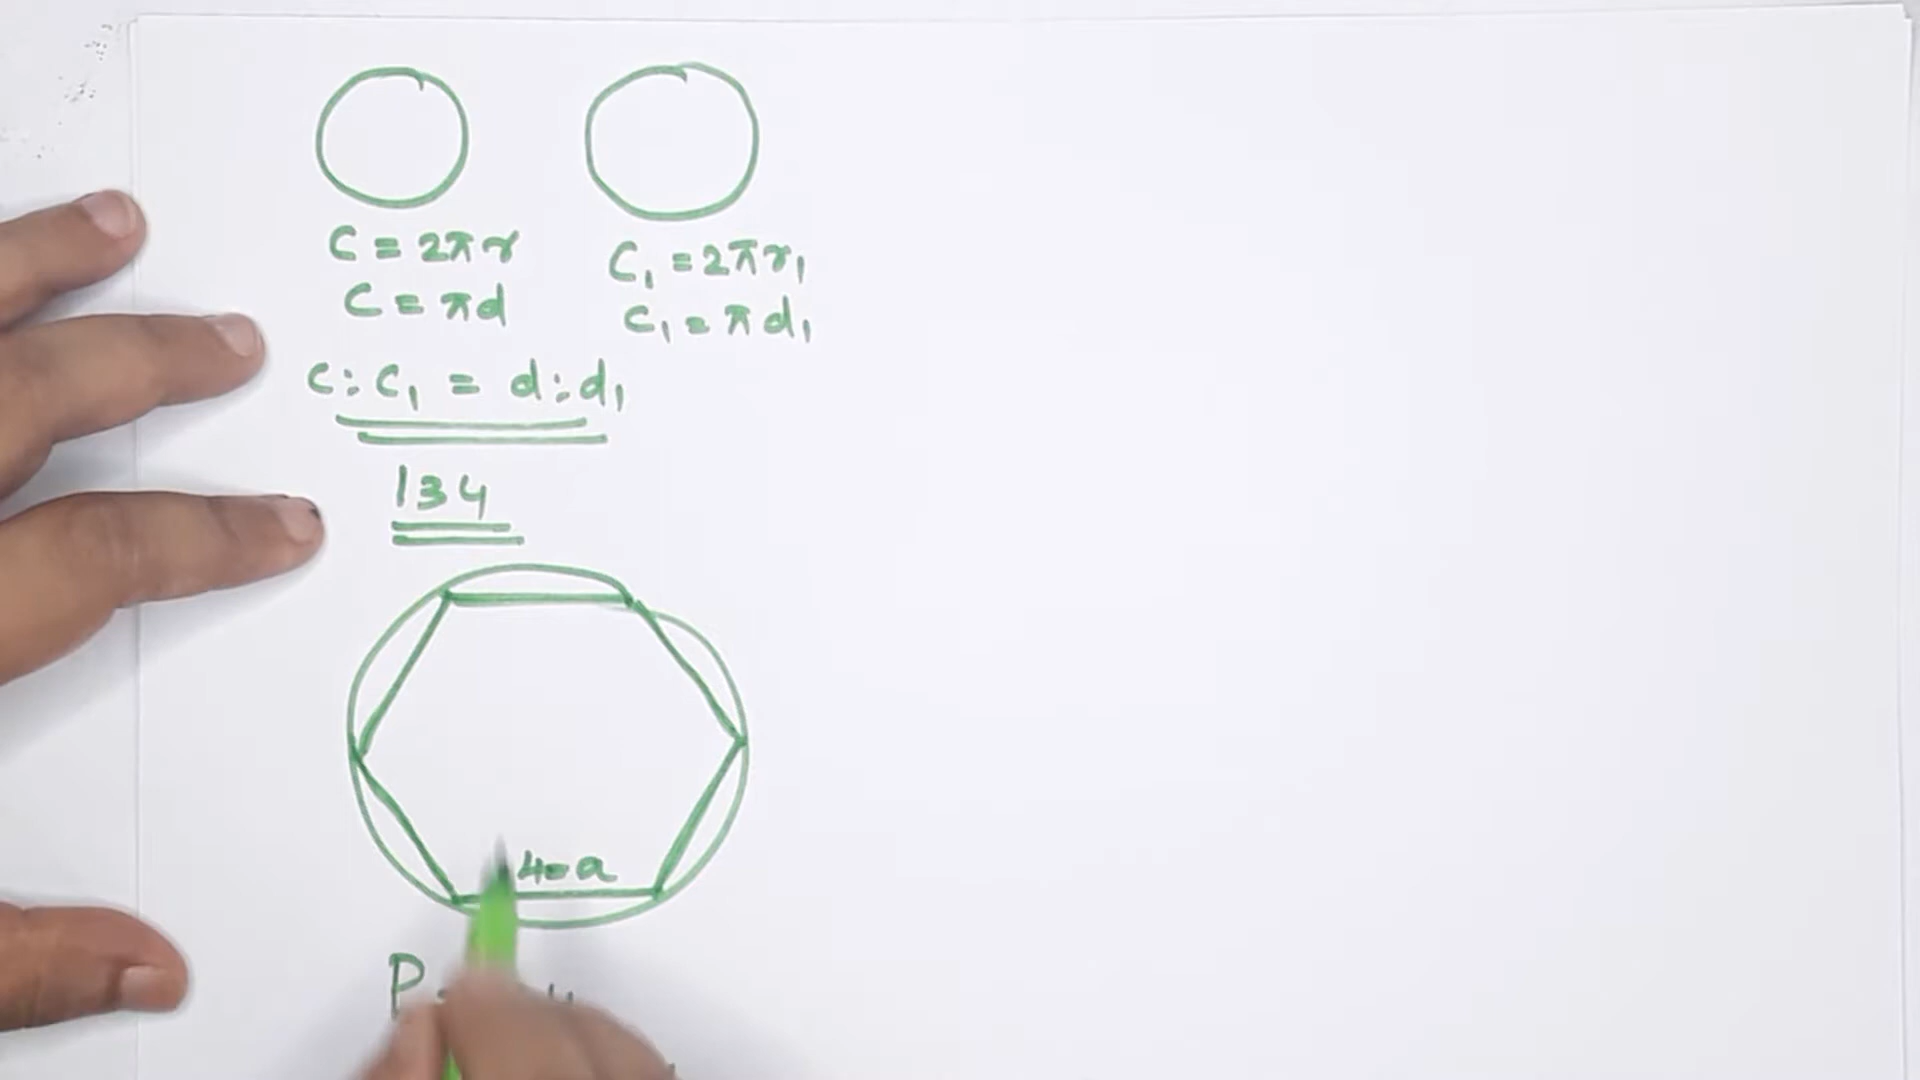 C = 2πr
C = πd
C₁ = 2πr₁
C₁ = πd₁
C : C₁ = d : d₁
134
4=a
P